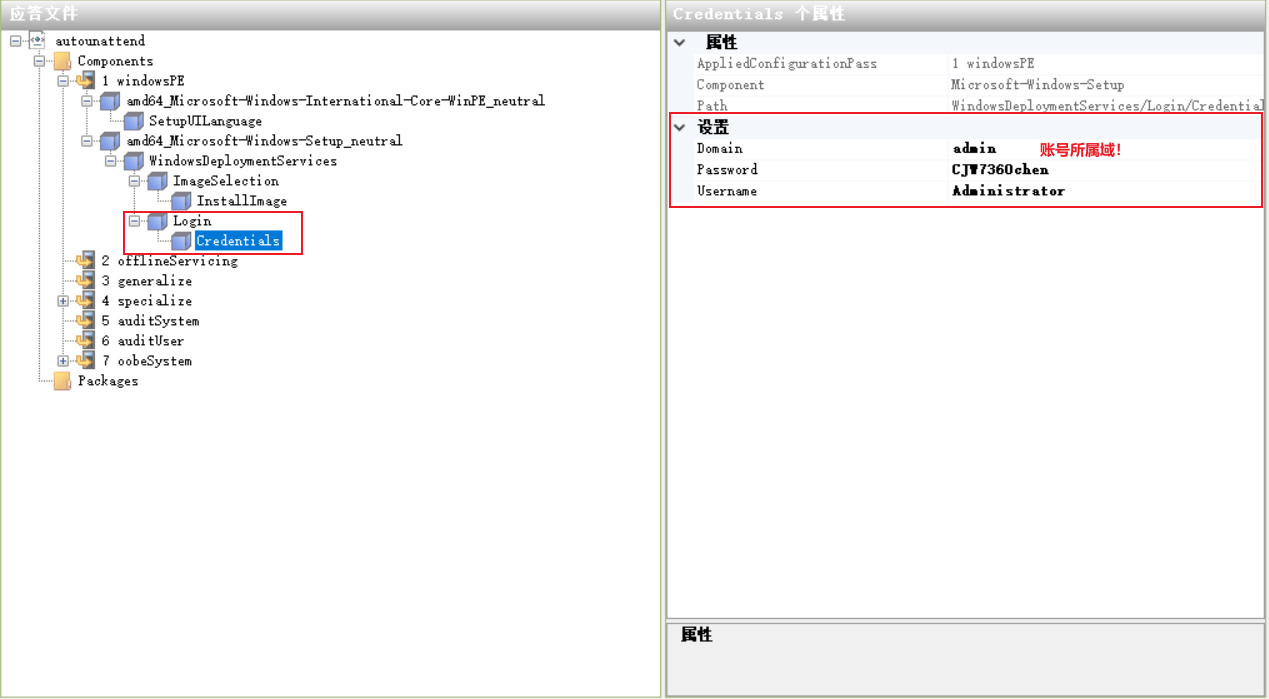 应答文件
autounattend
Components
1 windowsPE
amd64_Microsoft-Windows-International-Core-WinPE_neutral
SetupUILanguage
amd64_Microsoft-Windows-Setup_neutral
WindowsDeploymentServices
ImageSelection
InstallImage
Login
Credentials
2 offlineServicing
3 generalize
4 specialize
5 auditSystem
6 auditUser
7 oobeSystem
Packages
Credentials 个属性
属性
AppliedConfigurationPass 1 windowsPE
Component Microsoft-Windows-Setup
Path WindowsDeploymentServices/Login/Credential
设置
Domain admin 账号所属域!
Password CJW7360chen
Username Administrator
属性